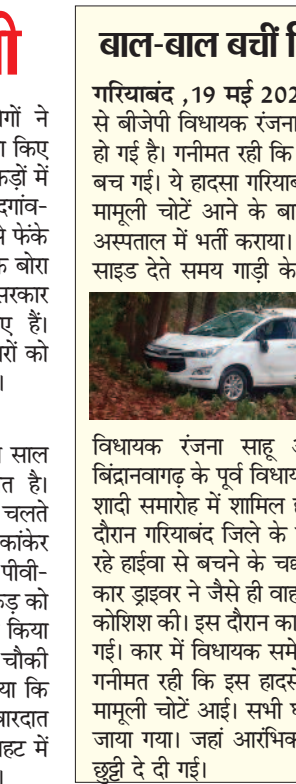 ी
गों ने
ा किए
कड़ों में
दगांव-
से फेंके
क बोरा
सरकार
ए हैं।
रों को
।
साल
त है।
चलते
कांकेर
पीवी-
कड़ को
किया
चौकी
या कि
वारदात
हट में
।
बाल-बाल बचीं f
गरियाबंद ,19 मई 202
से बीजेपी विधायक रंजना
हो गई है। गनीमत रही कि
बच गई। ये हादसा गरियाब
मामूली चोटें आने के बा
अस्पताल में भर्ती कराया।
साइड देते समय गाड़ी के
विधायक रंजना साहू
बिंद्रानवागढ़ के पूर्व विधाय
शादी समारोह में शामिल ह
दौरान गरियाबंद जिले के
रहे हाईवा से बचने के चक्
कार ड्राइवर ने जैसे ही वाह
कोशिश की। इस दौरान का
गई। कार में विधायक समे
गनीमत रही कि इस हादसे
मामूली चोटें आई। सभी घ
जाया गया। जहां आरंभिक
छुट्टी दे दी गई।